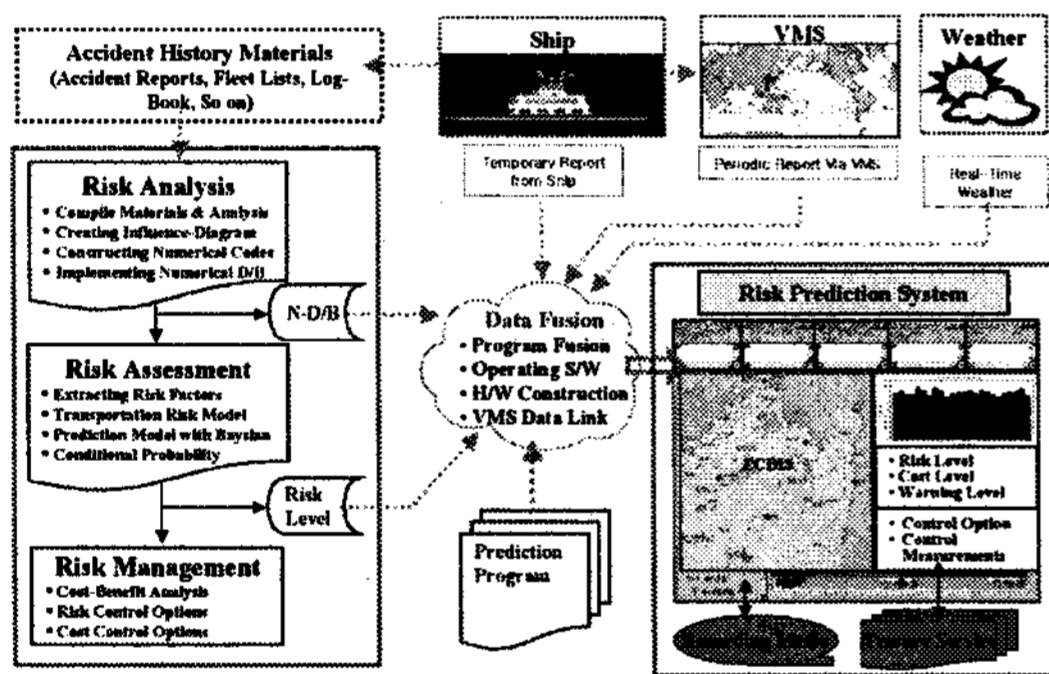 Accident History Materials
(Accident Reports, Fleet Lists, Log-
Book, So on)
Ship
VMS
Weather
Temporary Report
from Ship
Periodic Report Via VMS
Real-Time
Weather
Risk Analysis
• Compile Materials & Analysis
• Creating Influence-Diagram
• Constructing Numerical Codes
• Implementing Numerical D/B
N-D/B
Risk Assessment
• Extracting Risk Factors
• Transportation Risk Model
• Prediction Model with Baysian
• Conditional Probability
Risk
Level
Risk Management
• Cost-Benefit Analysis
• Risk Control Options
• Cost Control Options
Data Fusion
• Program Fusion
• Operating S/W
• H/W Construction
• VMS Data Link
Prediction
Program
Risk Prediction System
ECDIS
• Risk Level
• Cost Level
• Warning Level
• Control Option
• Control
Measurements